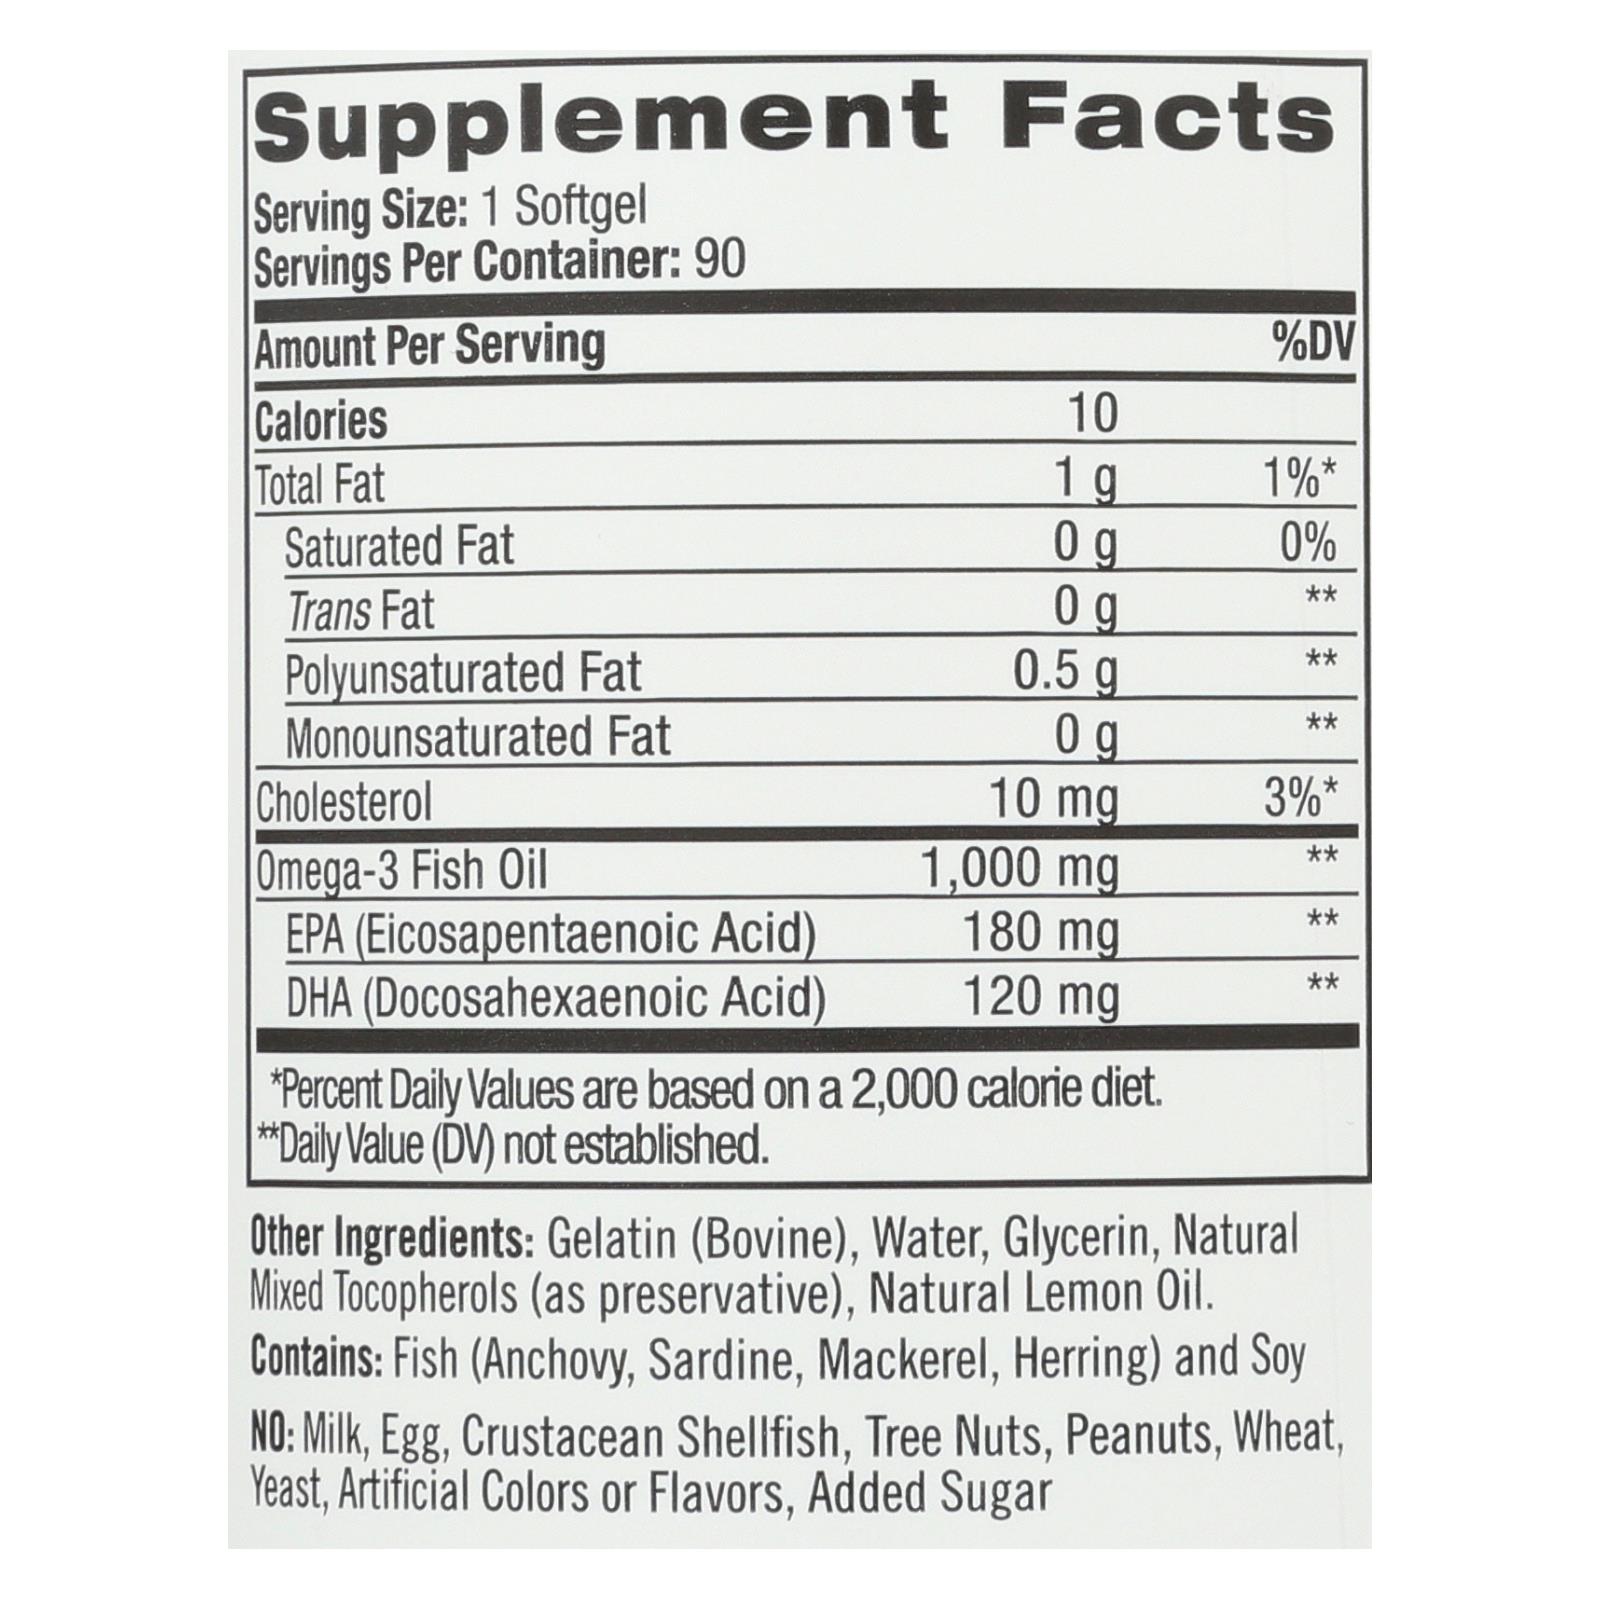 Supplement Facts
Serving Size: 1 Softgel
Servings Per Container: 90
Amount Per Serving %DV
Calories 10
Total Fat 1 g 1%*
Saturated Fat 0 g 0%
Trans Fat 0 g **
Polyunsaturated Fat 0.5 g **
Monounsaturated Fat 0 g **
Cholesterol 10 mg 3%*
Omega-3 Fish Oil 1,000 mg **
EPA (Eicosapentaenoic Acid) 180 mg **
DHA (Docosahexaenoic Acid) 120 mg **
*Percent Daily Values are based on a 2,000 calorie diet.
**Daily Value (DV) not established.
Other Ingredients: Gelatin (Bovine), Water, Glycerin, Natural
Mixed Tocopherols (as preservative), Natural Lemon Oil.
Contains: Fish (Anchovy, Sardine, Mackerel, Herring) and Soy
NO: Milk, Egg, Crustacean Shellfish, Tree Nuts, Peanuts, Wheat,
Yeast, Artificial Colors or Flavors, Added Sugar